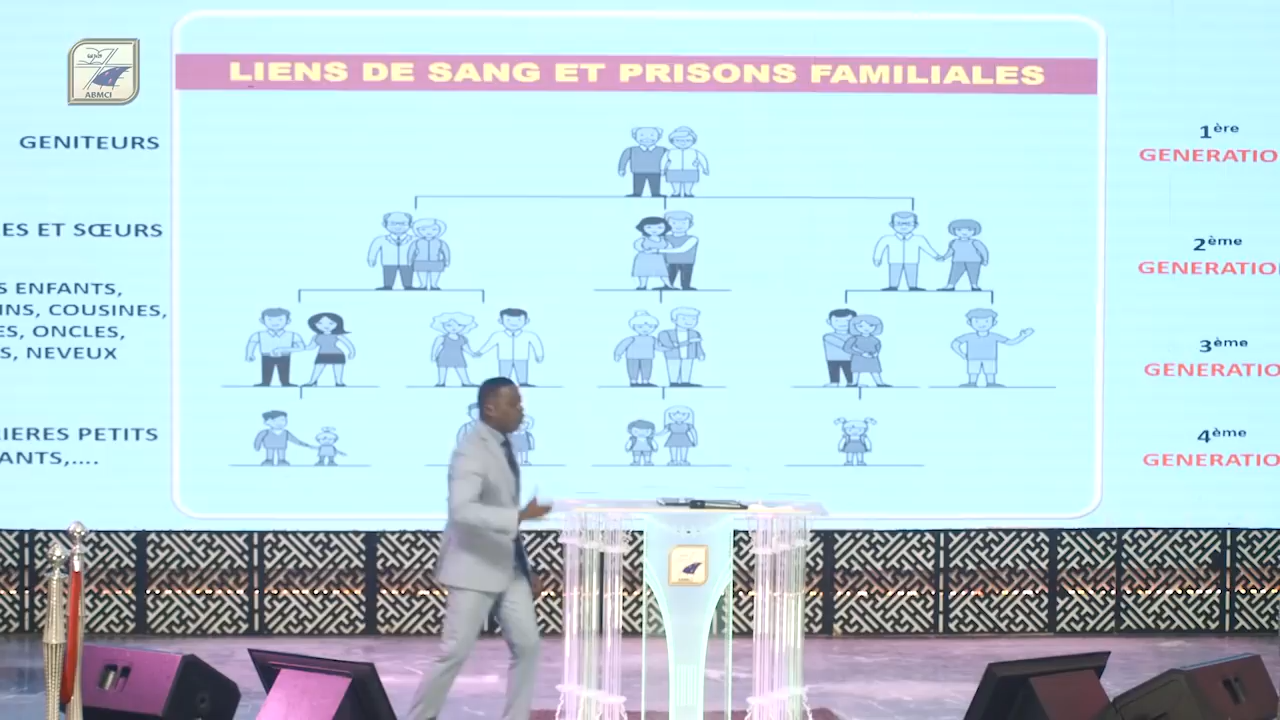 LIENS DE SANG ET PRISONS FAMILIALES
ABMCI
GENITEURS
1ère
GENERATIO
ES ET SŒURS
2ème
GENERATIO
S ENFANTS,
INS, COUSINES,
ES, ONCLES,
S, NEVEUX
3ème
GENERATIO
IERES PETITS
ANTS,....
4ème
GENERATIO